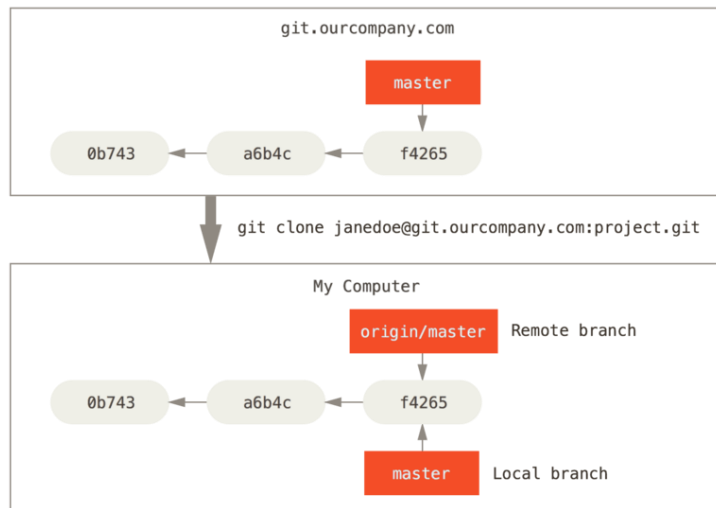 git.ourcompany.com
master
0b743 a6b4c f4265
git clone janedoe@git.ourcompany.com:project.git
My Computer
origin/master Remote branch
0b743 a6b4c f4265
master Local branch